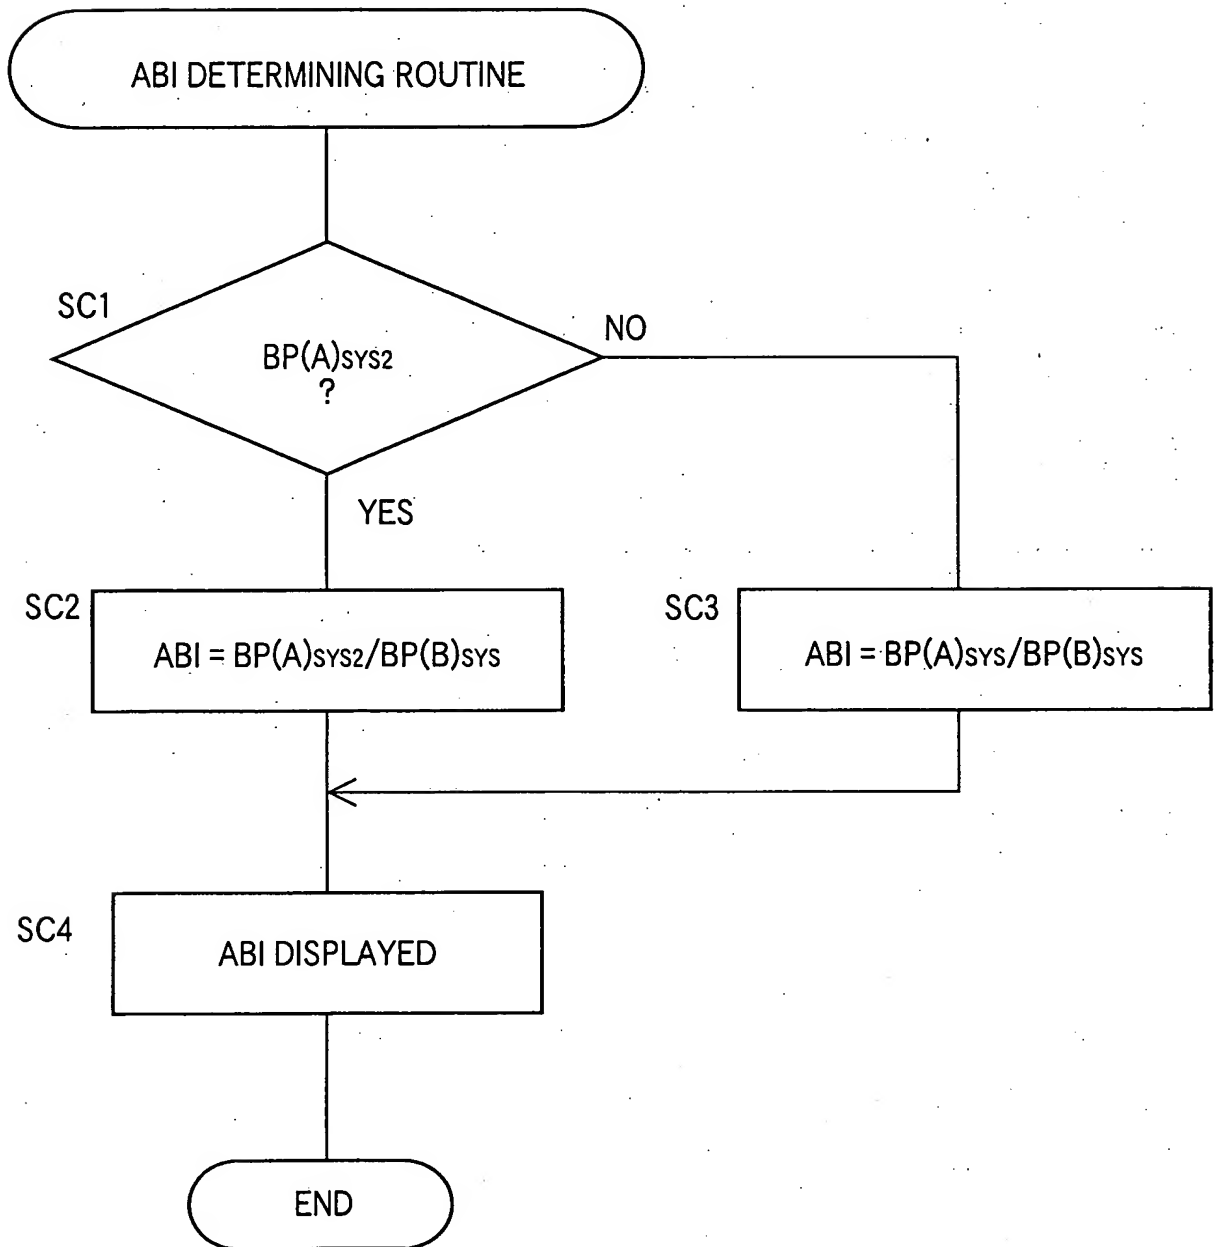 ABI DETERMINING ROUTINE
SC1
NO
BP(A)SYS2
?
YES
SC2
ABI = BP(A)SYS2/BP(B)SYS
SC3
ABI = BP(A)SYS/BP(B)SYS
SC4
ABI DISPLAYED
END